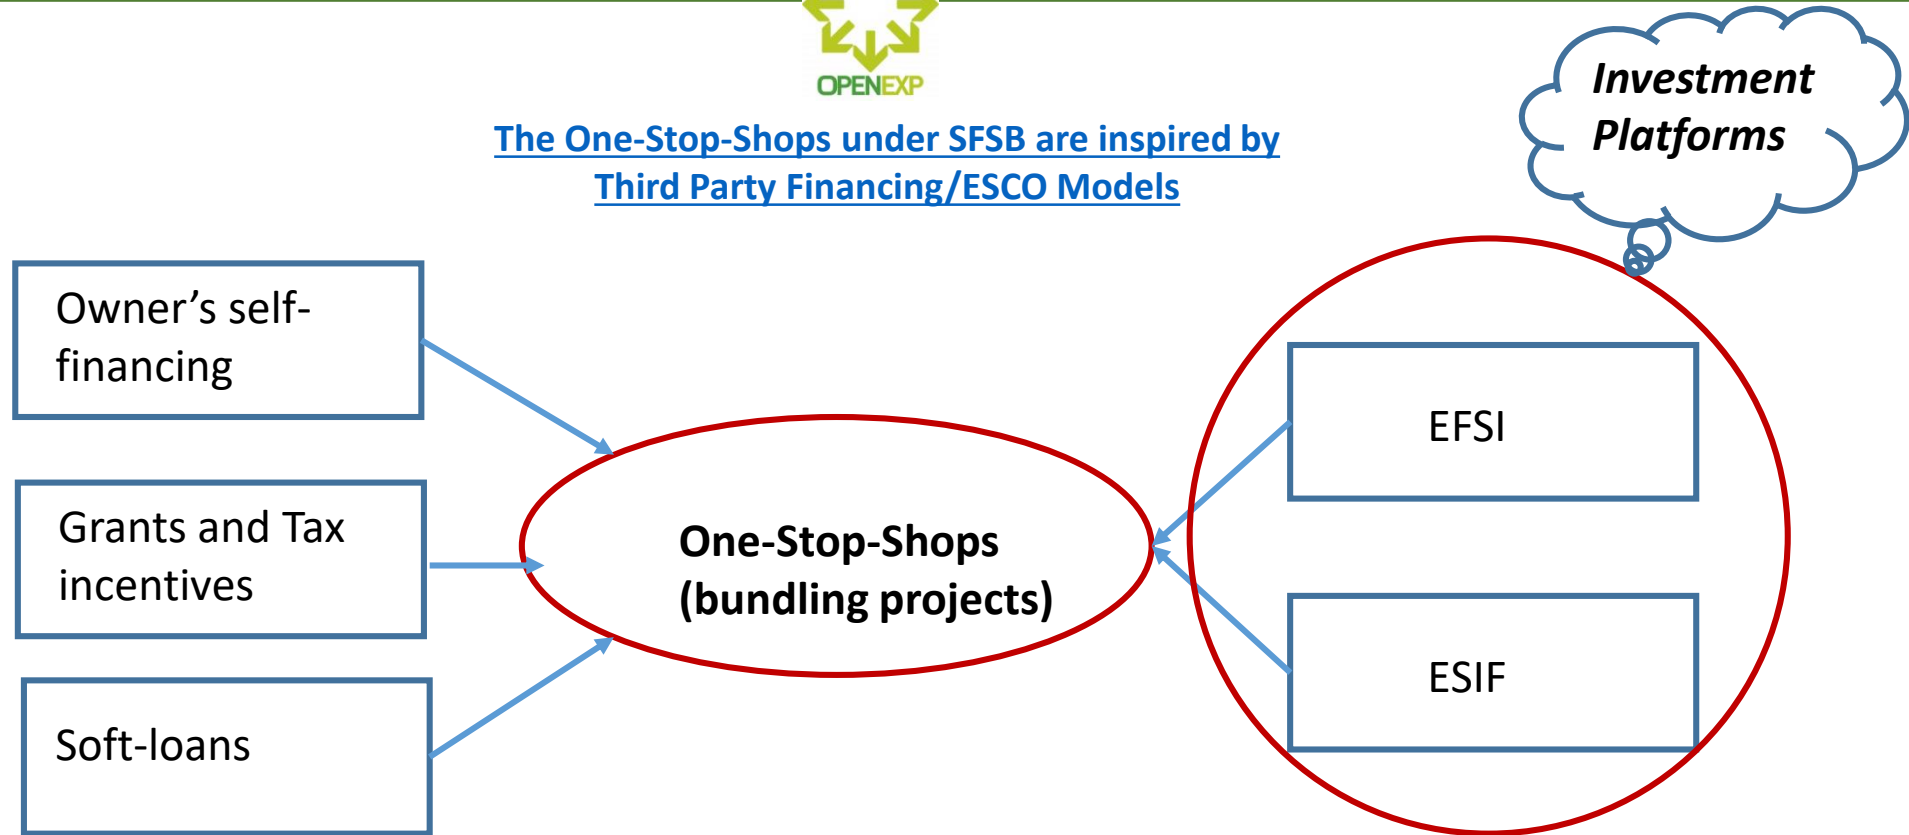 OPENEXP
The One-Stop-Shops under SFSB are inspired by
Third Party Financing/ESCO Models
Investment
Platforms
Owner’s self-
financing
Grants and Tax
incentives
Soft-loans
One-Stop-Shops
(bundling projects)
EFSI
ESIF